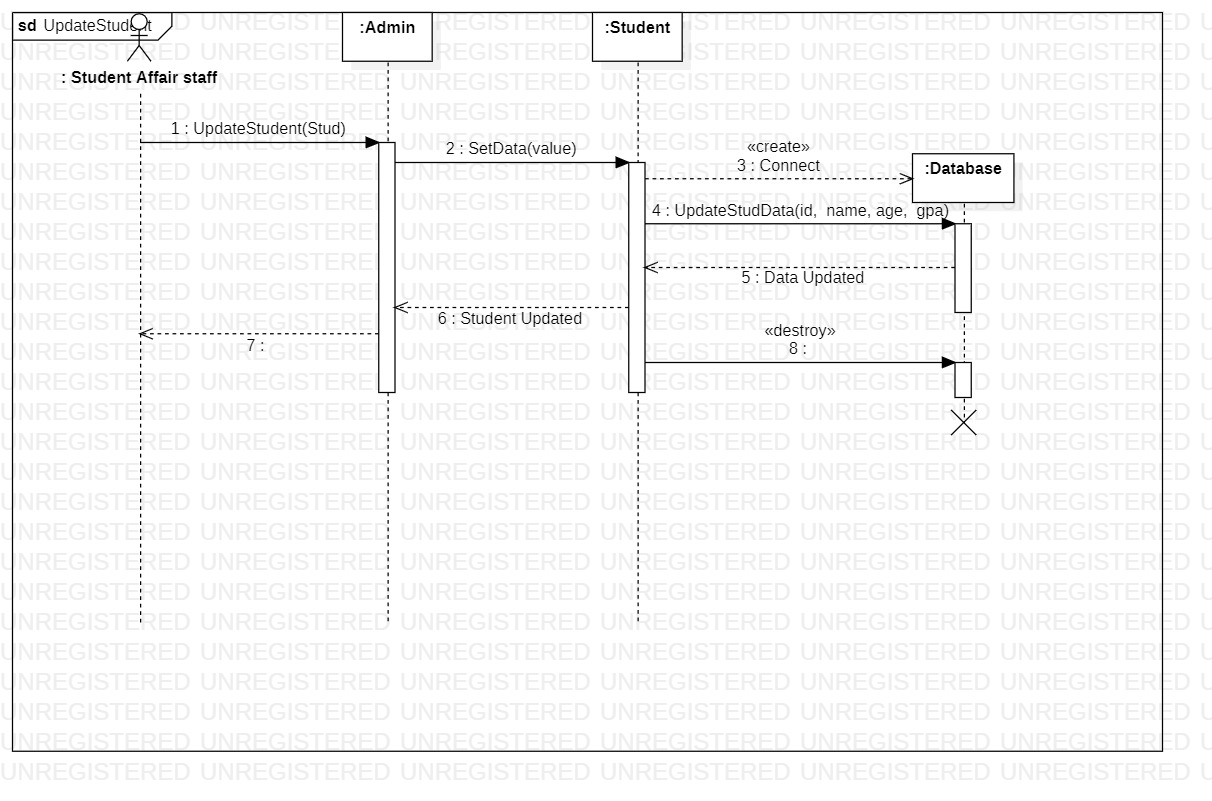 sd UpdateStudent
:Admin
:Student
: Student Affair staff
1 : UpdateStudent(Stud)
2 : SetData(value)
«create»
3 : Connect
:Database
4 : UpdateStudData(id, name, age, gpa)
5 : Data Updated
6 : Student Updated
«destroy»
7 :
8 :
UNREGISTERED